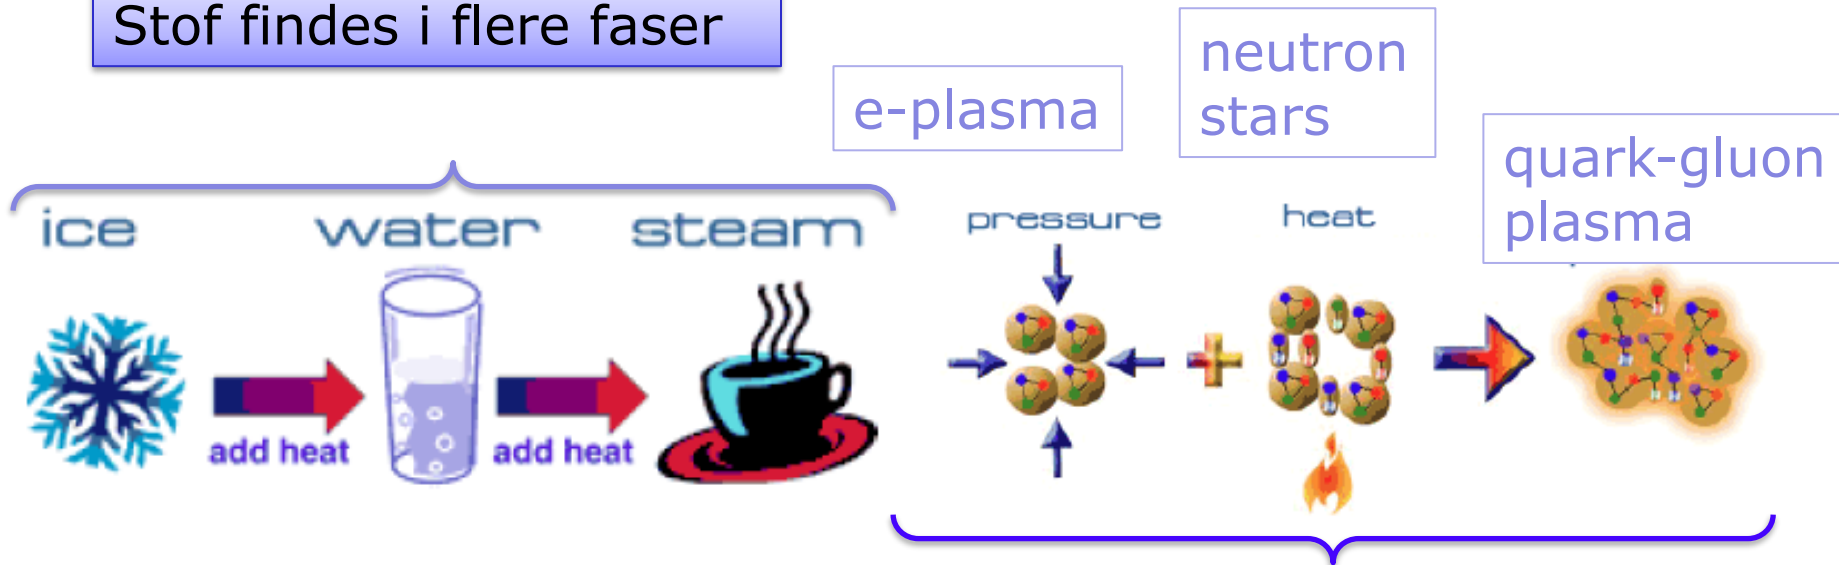 Stof findes i flere faser
e-plasma
neutron
stars
quark-gluon
plasma
ice
water
steam
pressure
heat
add heat
add heat